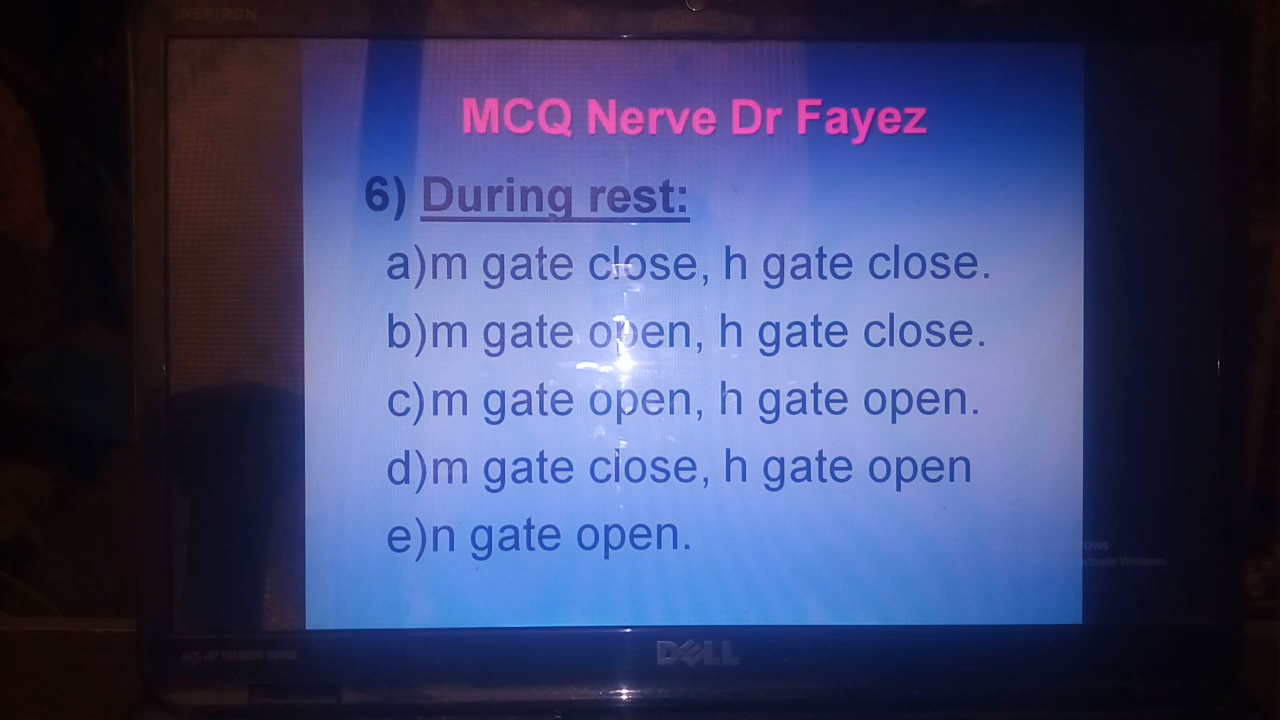 INSPIRON
MCQ Nerve Dr Fayez
6) During rest:
a)m gate close, h gate close.
b)m gate open, h gate close.
c)m gate open, h gate open.
d)m gate close, h gate open
e)n gate open.
DELL